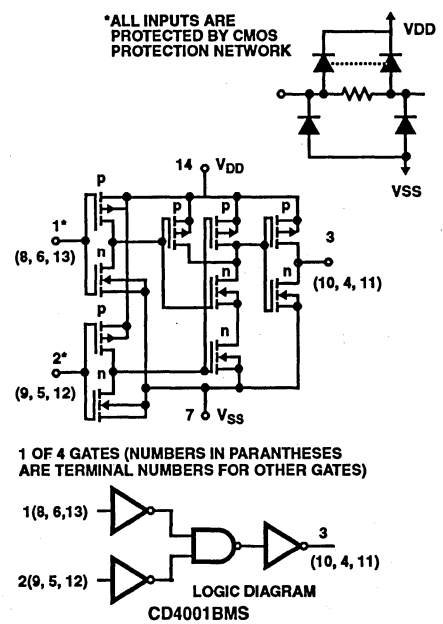 *ALL INPUTS ARE
PROTECTED BY CMOS
PROTECTION NETWORK
VDD
VSS
14 VDD
p
p
p
p
1*
(8, 6, 13)
n
n
n
3
(10, 4, 11)
p
n
2*
(9, 5, 12)
n
7 VSS
1 OF 4 GATES (NUMBERS IN PARANTHESES
ARE TERMINAL NUMBERS FOR OTHER GATES)
1(8, 6,13)
3
(10, 4, 11)
2(9, 5, 12)
LOGIC DIAGRAM
CD4001BMS